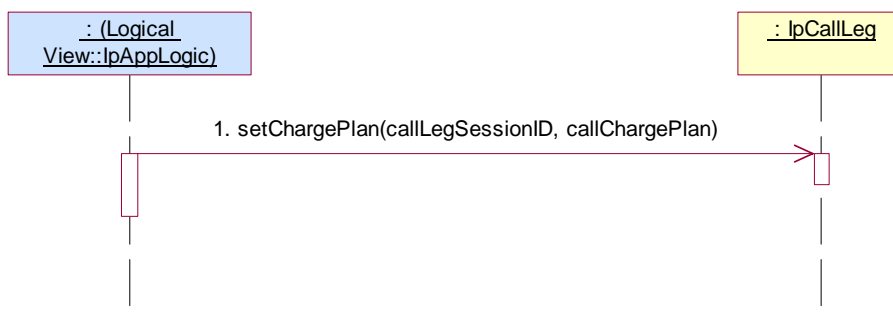 : (Logical
View::IpAppLogic)
: IpCallLeg
1. setChargePlan(callLegSessionID, callChargePlan)